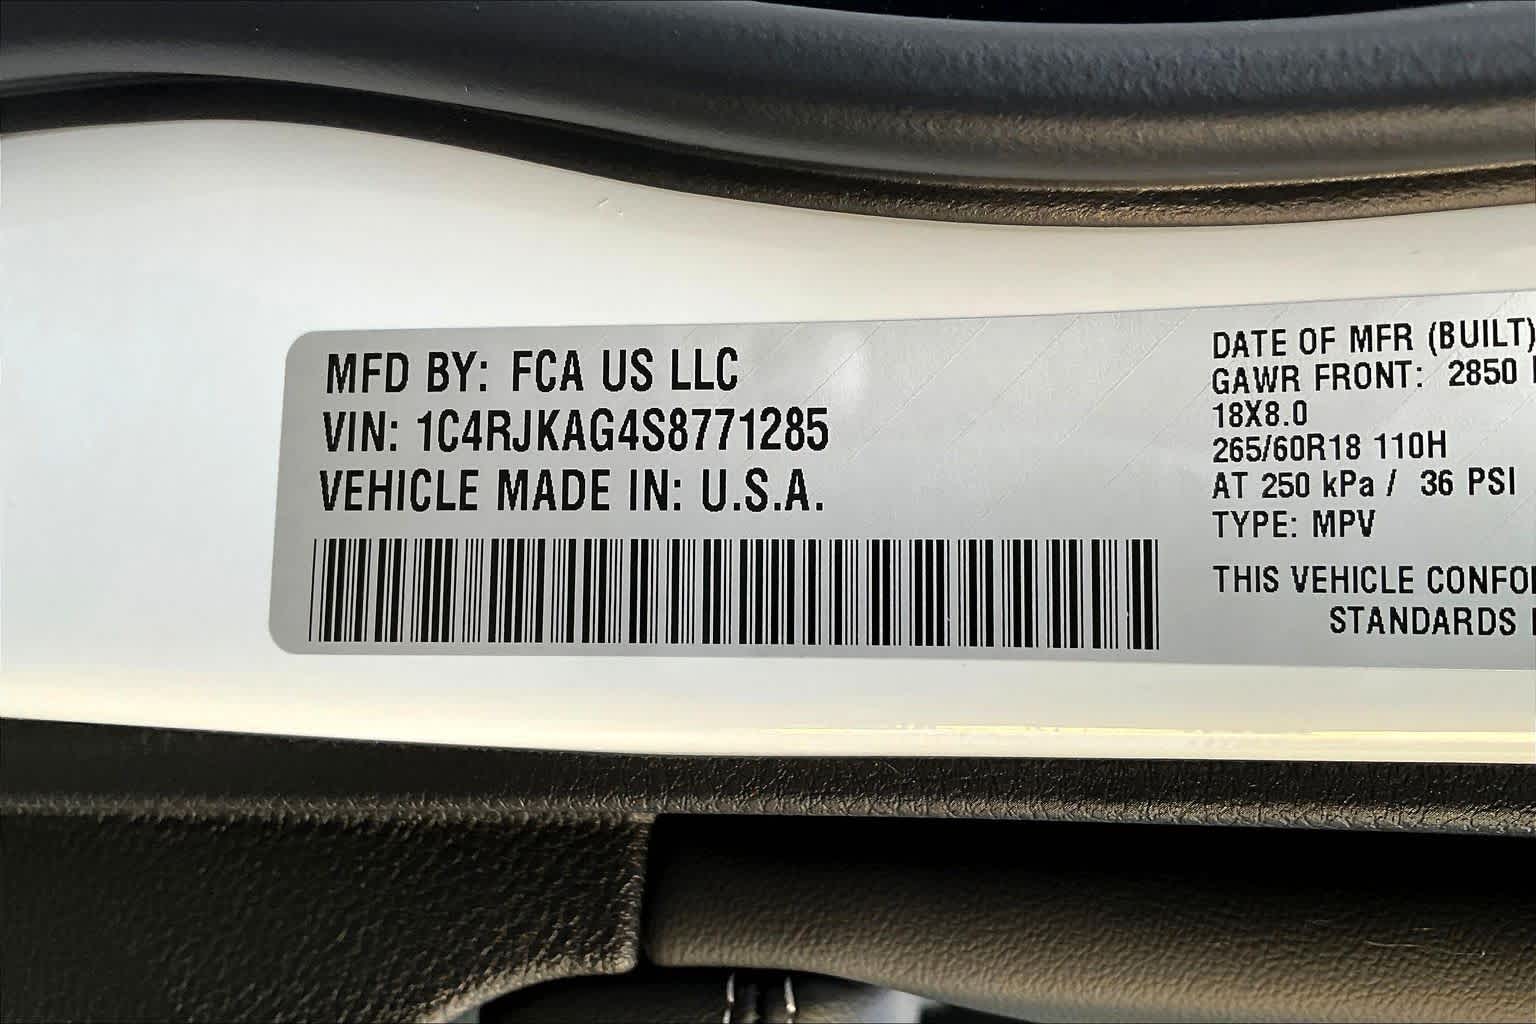 MFD BY: FCA US LLC
VIN: 1C4RJKAG4S8771285
VEHICLE MADE IN: U.S.A.
DATE OF MFR (BUILT)
GAWR FRONT: 2850
18X8.0
265/60R18 110H
AT 250 kPa / 36 PSI
TYPE: MPV
THIS VEHICLE CONFO
STANDARDS